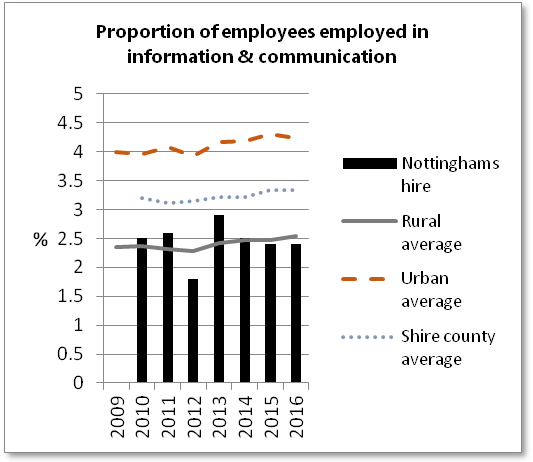 Proportion of employees employed in
information & communication
5
4.5
4
3.5
3
2.5
2
1.5
1
0.5
0
%
2009
2010
2011
2012
2013
2014
2015
2016
Nottinghams
hire
Rural
average
Urban
average
Shire county
average